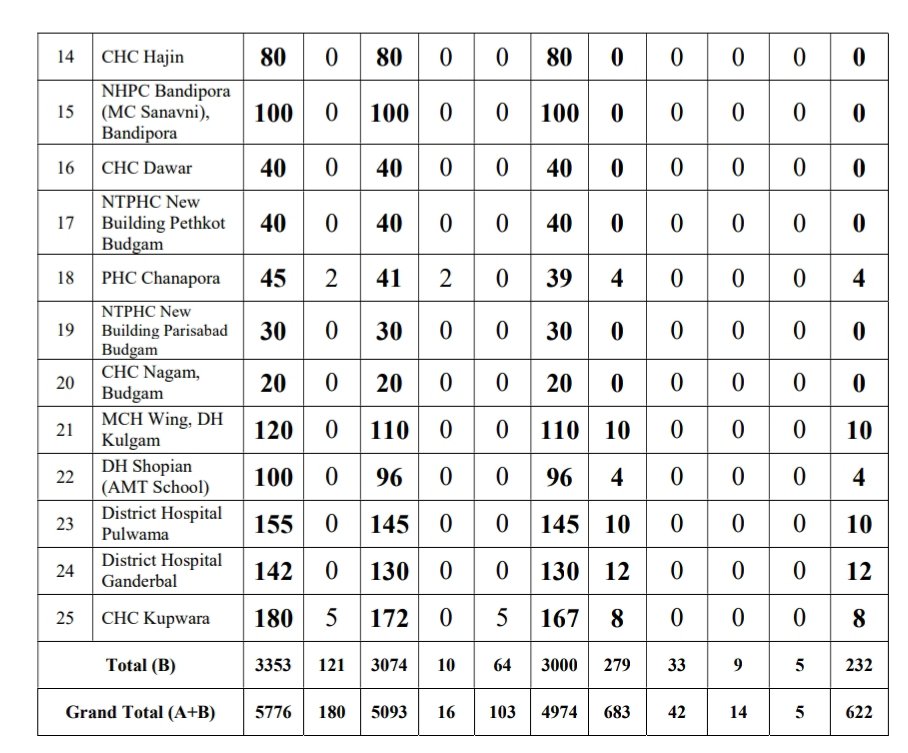 14 CHC Hajin 80 0 80 0 0 80 0 0 0 0 0
NHPC Bandipora
15 (MC Sanavni), 100 0 100 0 0 100 0 0 0 0 0
Bandipora
16 CHC Dawar 40 0 40 0 0 40 0 0 0 0 0
NTPHC New
17 Building Pethkot 40 0 40 0 0 40 0 0 0 0 0
Budgam
18 PHC Chanapora 45 2 41 2 0 39 4 0 0 0 4
NTPHC New
19 Building Parisabad 30 0 30 0 0 30 0 0 0 0 0
Budgam
20 CHC Nagam, 20 0 20 0 0 20 0 0 0 0 0
Budgam
21 MCH Wing, DH 120 0 110 0 0 110 10 0 0 0 10
Kulgam
22 DH Shopian 100 0 96 0 0 96 4 0 0 0 4
(AMT School)
23 District Hospital 155 0 145 0 0 145 10 0 0 0 10
Pulwama
24 District Hospital 142 0 130 0 0 130 12 0 0 0 12
Ganderbal
25 CHC Kupwara 180 5 172 0 5 167 8 0 0 0 8
Total (B) 3353 121 3074 10 64 3000 279 33 9 5 232
Grand Total (A+B) 5776 180 5093 16 103 4974 683 42 14 5 622